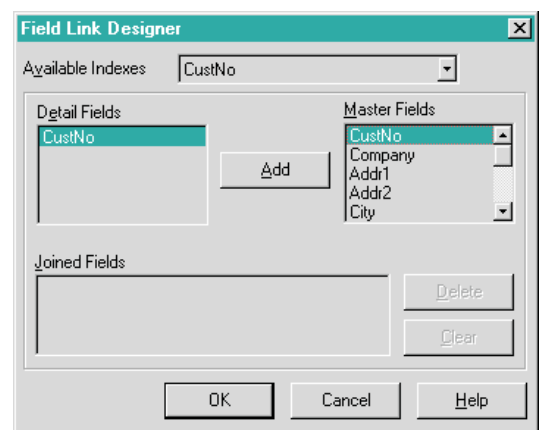 Field Link Designer
Available Indexes CustNo
Detail Fields Master Fields
CustNo CustNo
Company
Add Addr1
Addr2
City
Joined Fields
Delete
Clear
OK Cancel Help